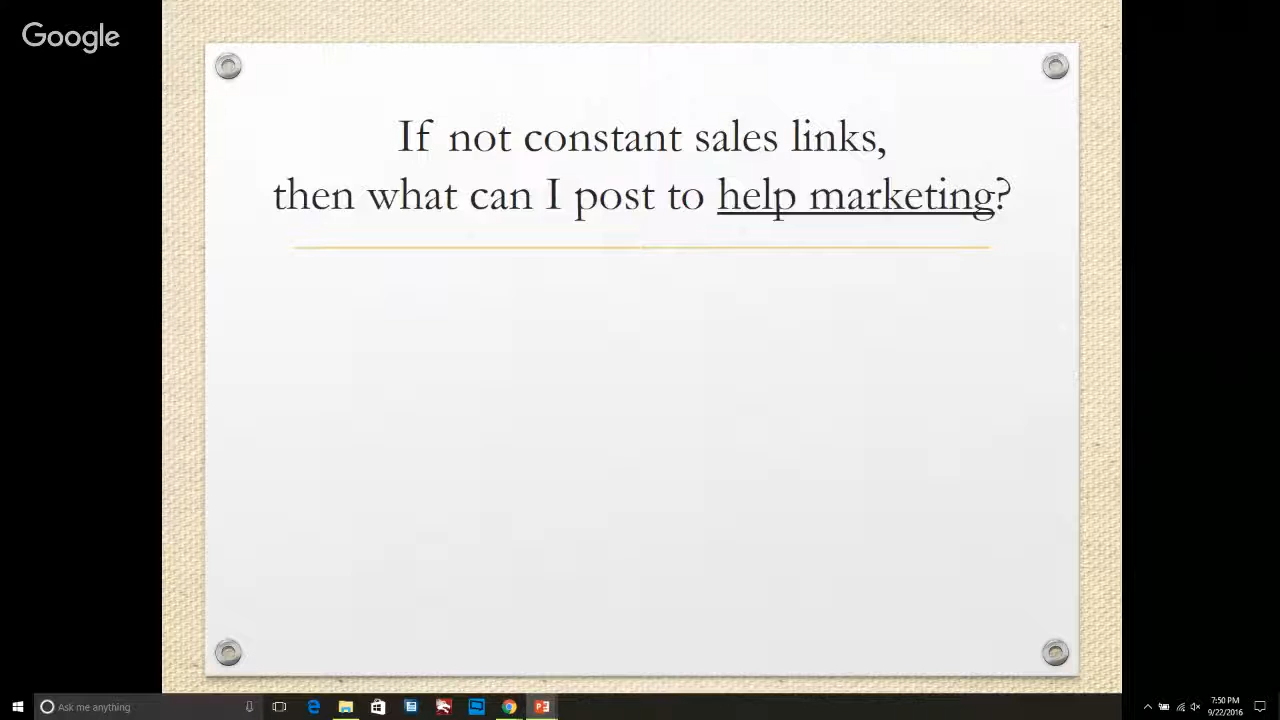 Google
If not constant sales links,
then what can I post to help marketing?
Ask me anything
7:50 PM
9/22/2016